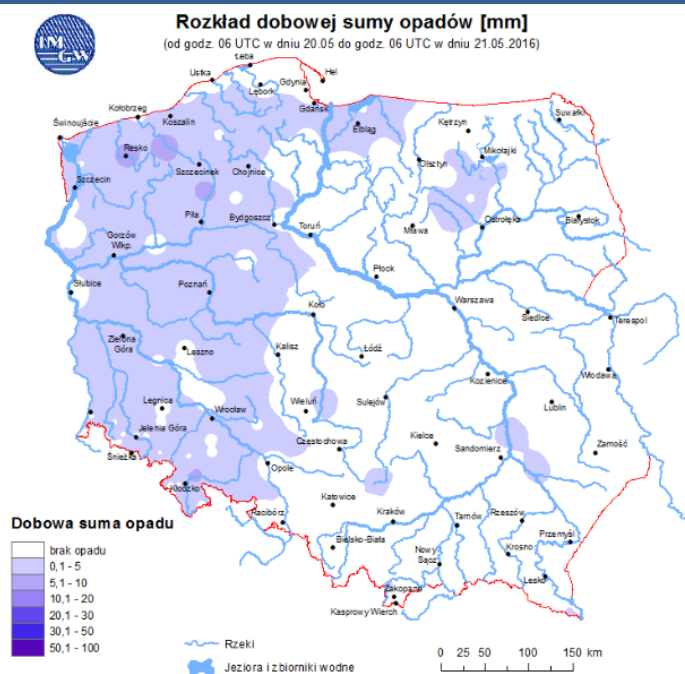 IM
GW
Rozkład dobowej sumy opadów [mm]
(od godz. 06 UTC w dniu 20.05 do godz. 06 UTC w dniu 21.05.2016)
Łeba
Ustka
Hel
Lębork
Gdynia
Gdańsk
Kołobrzeg
Koszalin
Świnoujście
Elbląg
Kętrzyn
Suwałki
Resko
Szczecinek
Chojnice
Olsztyn
Mikołajki
Szczecin
Piła
Bydgoszcz
Toruń
Mława
Ostrołęka
Białystok
Gorzów
Wlkp.
Płock
Słubice
Poznań
Koło
Warszawa
Siedlce
Terespol
Zielona
Góra
Leszno
Kalisz
Łódź
Kozienice
Włodawa
Legnica
Wrocław
Wieluń
Sulejów
Lublin
Jelenia Góra
Częstochowa
Kielce
Sandomierz
Zamość
Śnieżka
Opole
Kłodzko
Katowice
Racibórz
Kraków
Tarnów
Rzeszów
Bielsko-Biała
Nowy
Sącz
Krosno
Przemyśl
Lesko
Zakopane
Kasprowy Wierch
Dobowa suma opadu
brak opadu
0,1 - 5
5,1 - 10
10,1 - 20
20,1 - 30
30,1 - 50
50,1 - 100
Rzeki
Jeziora i zbiorniki wodne
0 25 50 100 150 km